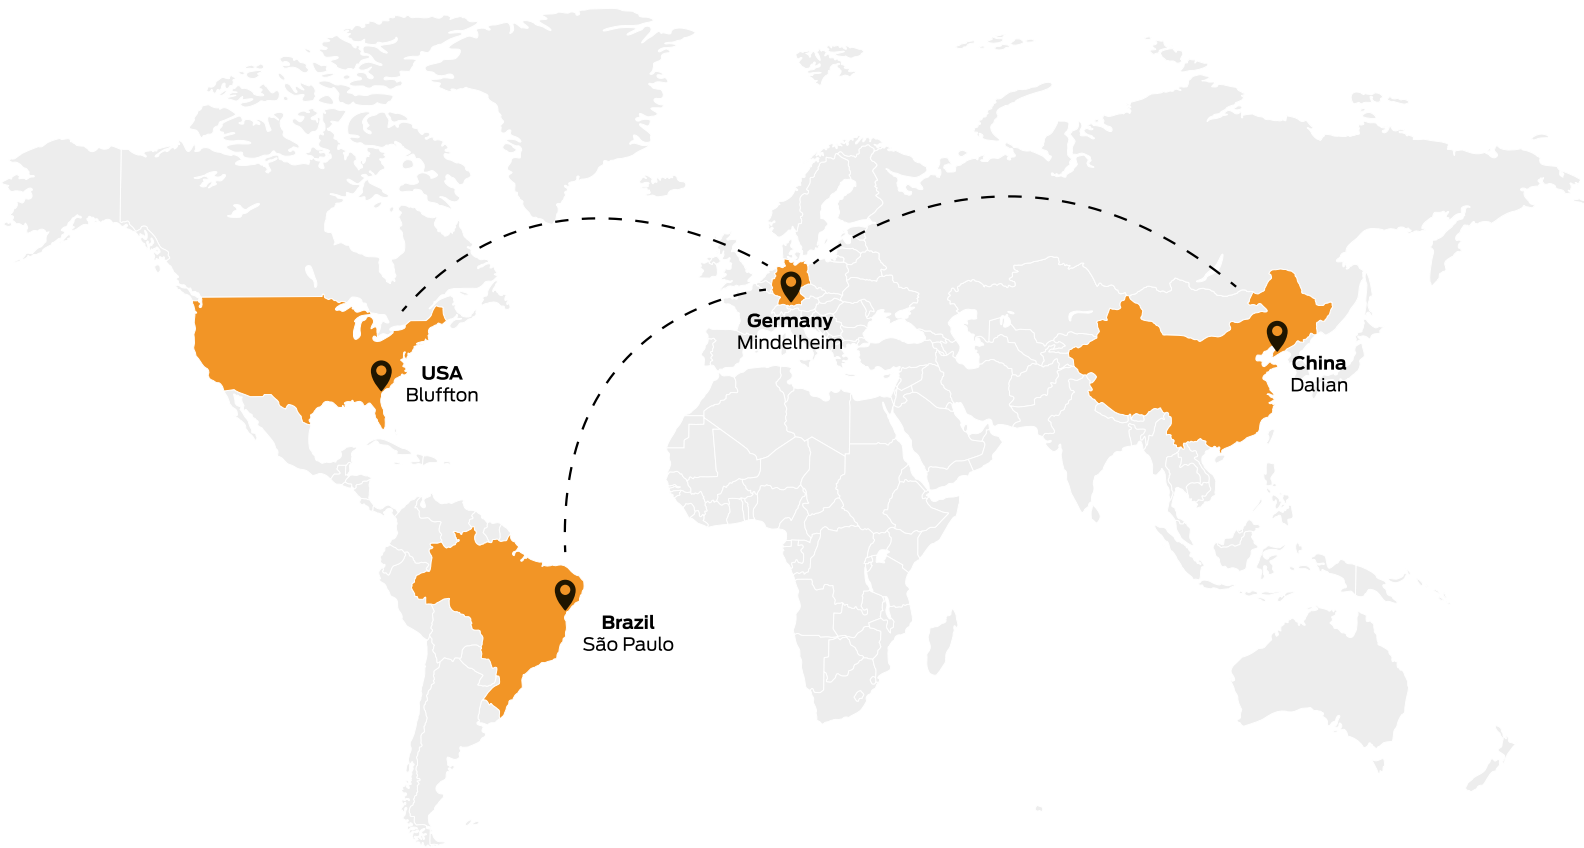 Germany
Mindelheim
USA
Bluffton
China
Dalian
Brazil
São Paulo